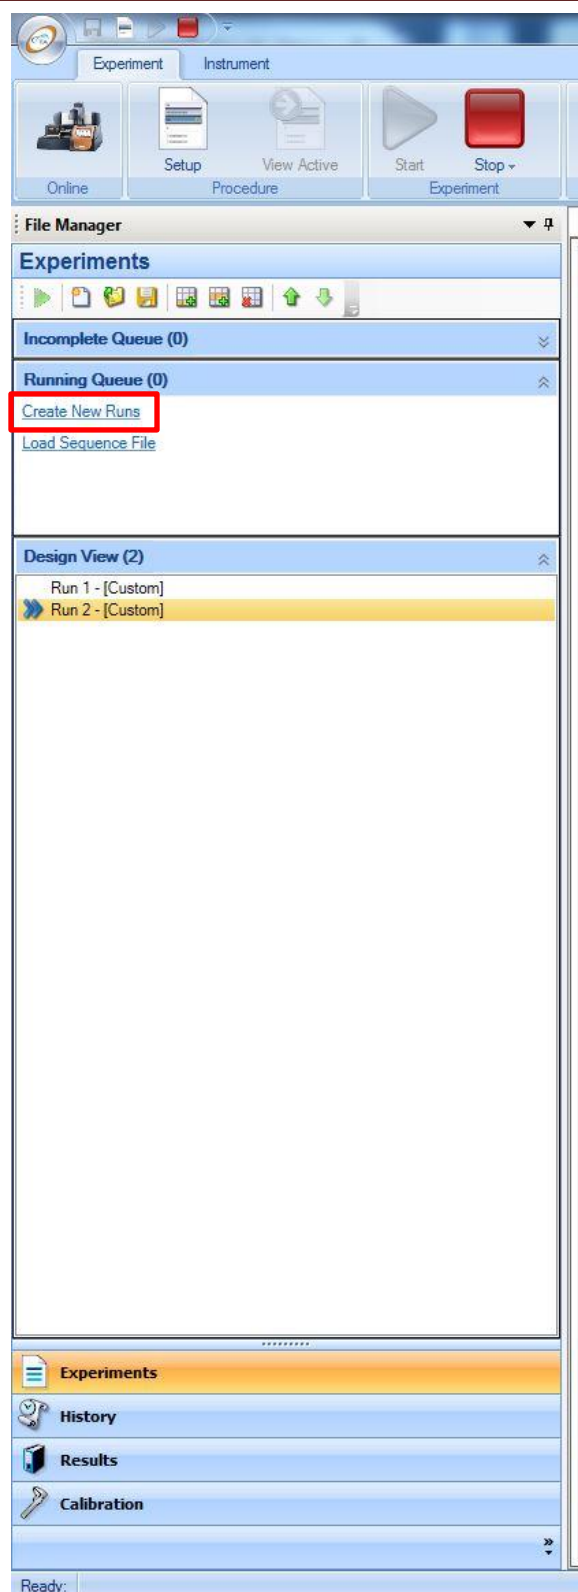 Experiment Instrument
Setup View Active Start Stop
Online Procedure Experiment
File Manager
Experiments
Incomplete Queue (0)
Running Queue (0)
Create New Runs
Load Sequence File
Design View (2)
Run 1 - [Custom]
Run 2 - [Custom]
Experiments
History
Results
Calibration
Ready: